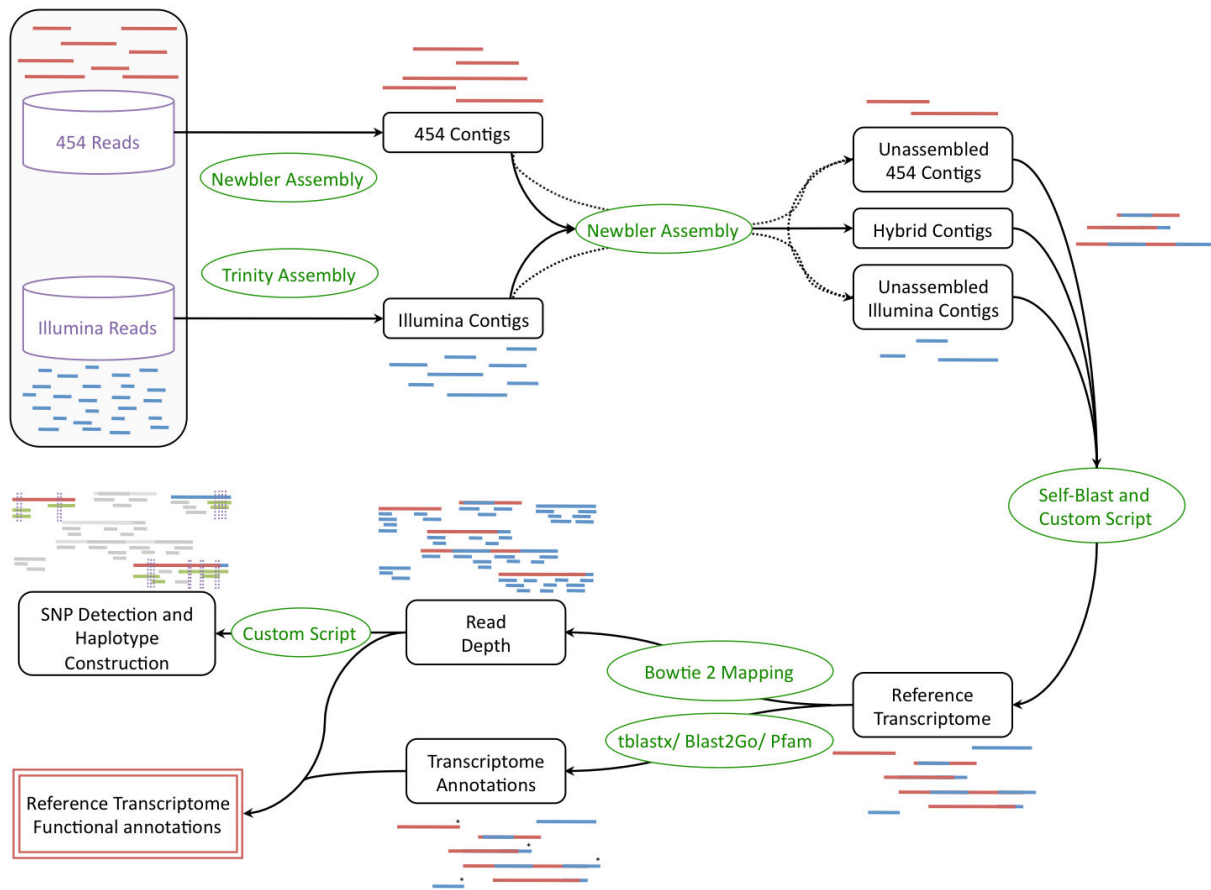 454 Reads
Newbler Assembly
454 Contigs
Trinity Assembly
Illumina Reads
Illumina Contigs
Newbler Assembly
Unassembled
454 Contigs
Hybrid Contigs
Unassembled
Illumina Contigs
Self-Blast and
Custom Script
Reference
Transcriptome
Bowtie 2 Mapping
tblastx/ Blast2Go/ Pfam
Read
Depth
Transcriptome
Annotations
Custom Script
SNP Detection and
Haplotype
Construction
Reference Transcriptome
Functional annotations